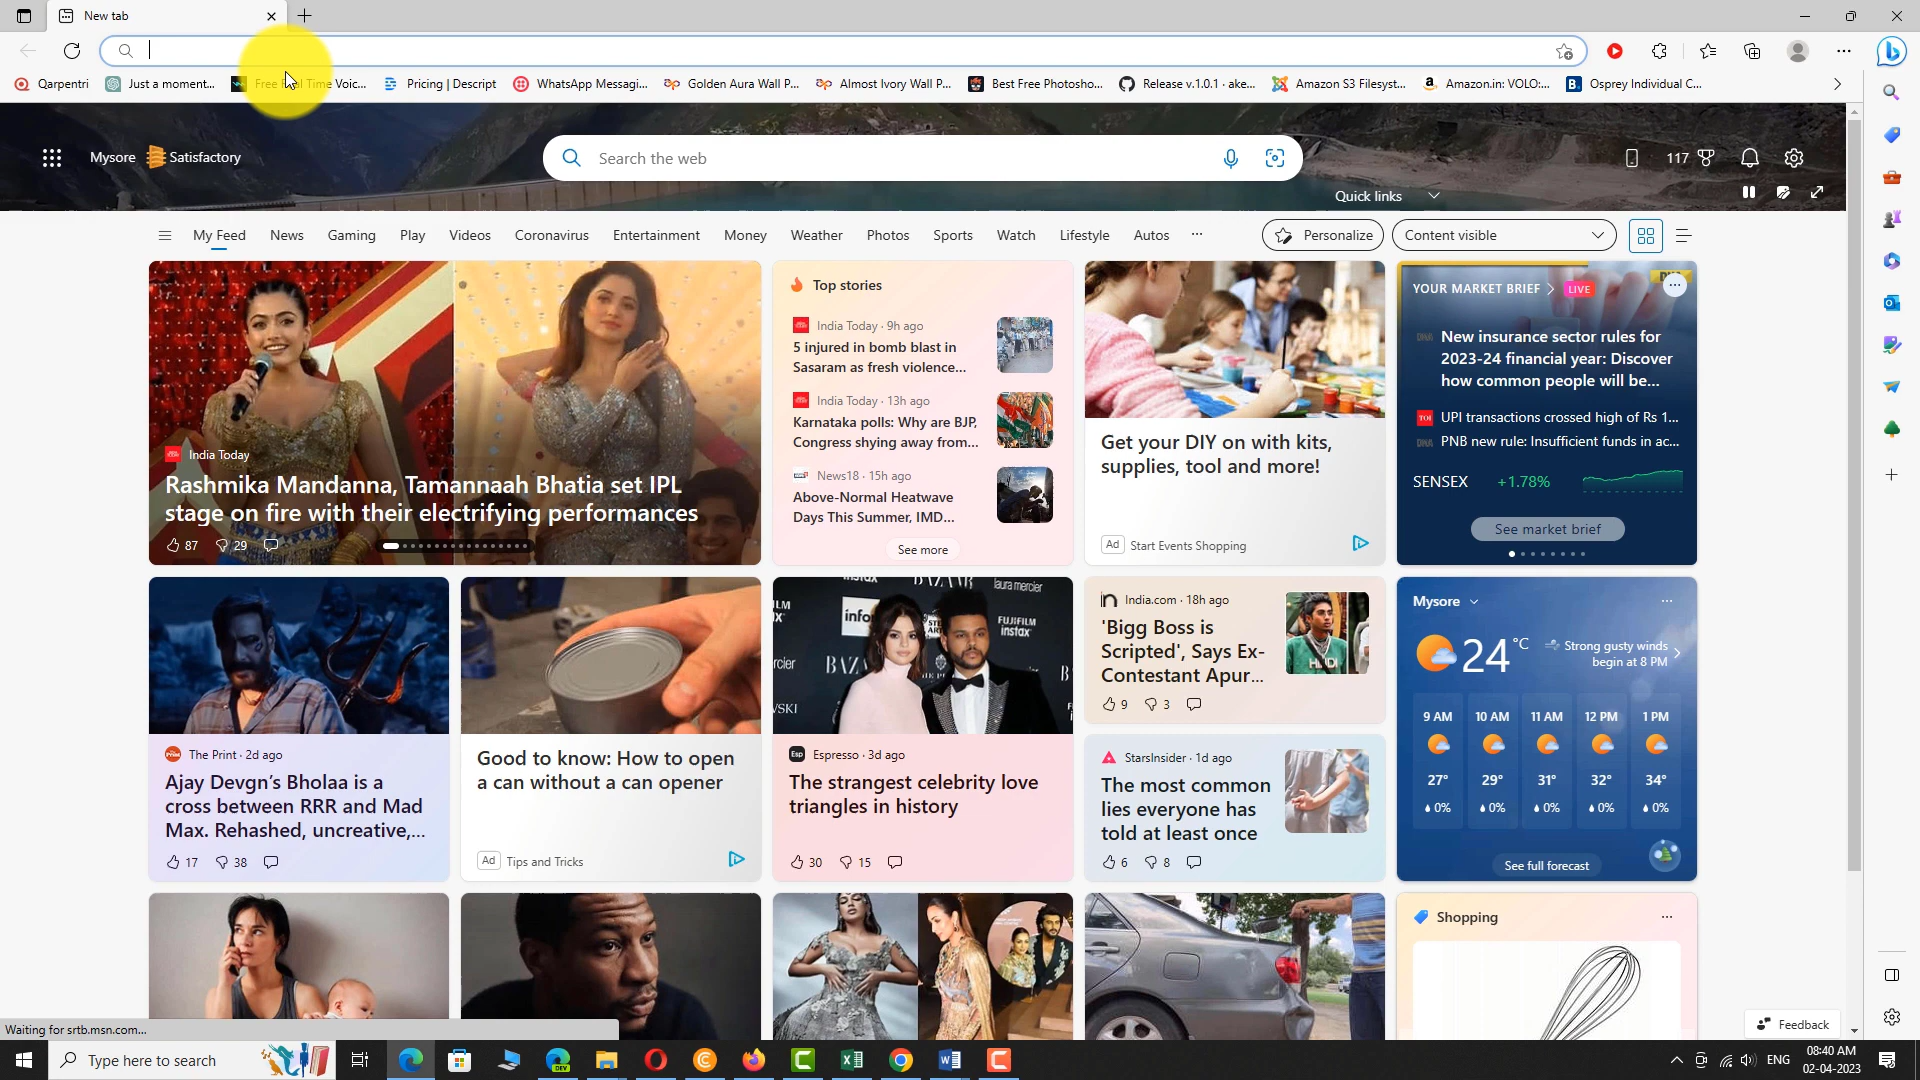 New tab
Qarpentri
Just a moment...
Free Real Time Voic...
Pricing | Descript
WhatsApp Messagi...
Golden Aura Wall P...
Almost Ivory Wall P...
Best Free Photosho...
Release v.1.0.1 · ake...
Amazon S3 Filesyst...
Amazon.in: VOLO:...
Osprey Individual C...
Mysore
Satisfactory
Search the web
117
Quick links
My Feed
News
Gaming
Play
Videos
Coronavirus
Entertainment
Money
Weather
Photos
Sports
Watch
Lifestyle
Autos
Personalize
Content visible
India Today
Rashmika Mandanna, Tamannaah Bhatia set IPL
stage on fire with their electrifying performances
87
29
Top stories
India Today · 9h ago
5 injured in bomb blast in
Sasaram as fresh violence...
India Today · 13h ago
Karnataka polls: Why are BJP,
Congress shying away from...
News18 · 15h ago
Above-Normal Heatwave
Days This Summer, IMD...
See more
Get your DIY on with kits,
supplies, tool and more!
Ad
Start Events Shopping
YOUR MARKET BRIEF
LIVE
New insurance sector rules for
2023-24 financial year: Discover
how common people will be...
UPI transactions crossed high of Rs 1...
PNB new rule: Insufficient funds in ac...
SENSEX
+1.78%
See market brief
The Print · 2d ago
Ajay Devgn's Bholaa is a
cross between RRR and Mad
Max. Rehashed, uncreative,...
17
38
Good to know: How to open
a can without a can opener
Ad
Tips and Tricks
BAZAAR
laura mercier
info
FUJIFILM
instax
BAZ
Esp
Espresso · 3d ago
The strangest celebrity love
triangles in history
30
15
India.com · 18h ago
'Bigg Boss is
Scripted', Says Ex-
Contestant Apur...
9
3
StarsInsider · 1d ago
The most common
lies everyone has
told at least once
6
8
Mysore
24 °C
Strong gusty winds
begin at 8 PM
9 AM
10 AM
11 AM
12 PM
1 PM
27°
29°
31°
32°
34°
0%
0%
0%
0%
0%
See full forecast
Shopping
Feedback
Waiting for srtb.msn.com...
Type here to search
DEV
ENG
08:40 AM
02-04-2023